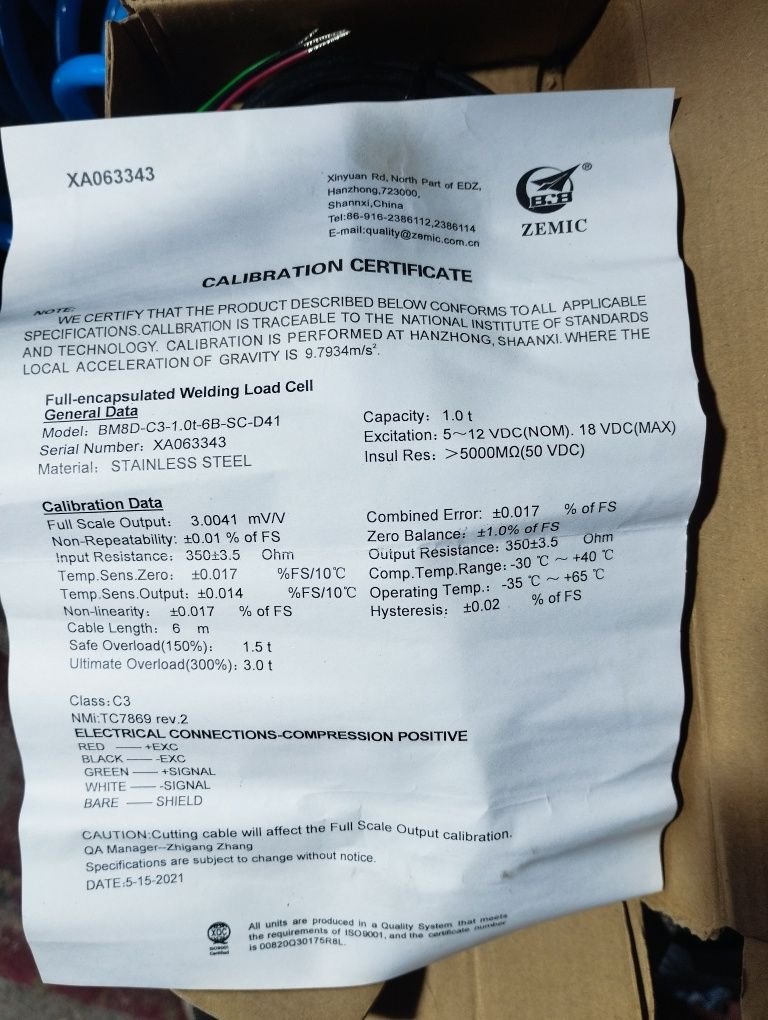 XA063343
Xinyuan Rd, North Part of EDZ,
Hanzhong,723000,
Shannxi,China
Tel:86-916-2386112,2386114
E-mail:quality@zemic.com.cn
®
ZEMIC
CALIBRATION CERTIFICATE
NOTE:
WE CERTIFY THAT THE PRODUCT DESCRIBED BELOW CONFORMS TO ALL APPLICABLE
SPECIFICATIONS.CALLBRATION IS TRACEABLE TO THE NATIONAL INSTITUTE OF STANDARDS
AND TECHNOLOGY. CALIBRATION IS PERFORMED AT HANZHONG, SHAANXI. WHERE THE
LOCAL ACCELERATION OF GRAVITY IS 9.7934m/s².
Full-encapsulated Welding Load Cell
General Data
Model: BM8D-C3-1.0t-6B-SC-D41
Serial Number: XA063343
Material: STAINLESS STEEL
Capacity: 1.0 t
Excitation: 5~12 VDC(NOM). 18 VDC(MAX)
Insul Res: >5000MΩ(50 VDC)
Calibration Data
Full Scale Output: 3.0041 mV/V
Non-Repeatability: ±0.01 % of FS
Input Resistance: 350±3.5 Ohm
Temp.Sens.Zero: ±0.017 %FS/10℃
Temp.Sens.Output: ±0.014 %FS/10℃
Non-linearity: ±0.017 % of FS
Cable Length: 6 m
Safe Overload(150%): 1.5 t
Ultimate Overload(300%): 3.0 t
Combined Error: ±0.017 % of FS
Zero Balance: ±1.0% of FS
Output Resistance: 350±3.5 Ohm
Comp.Temp.Range: -30 ℃ ~ +40 ℃
Operating Temp.: -35 ℃ ~ +65 ℃
Hysteresis: ±0.02 % of FS
Class: C3
NMi:TC7869 rev.2
ELECTRICAL CONNECTIONS-COMPRESSION POSITIVE
RED —— +EXC
BLACK —— -EXC
GREEN —— +SIGNAL
WHITE —— -SIGNAL
BARE —— SHIELD
CAUTION:Cutting cable will affect the Full Scale Output calibration.
QA Manager--Zhigang Zhang
Specifications are subject to change without notice.
DATE:5-15-2021
XQC
ISO9001
Certified
All units are produced in a Quality System that meets
the requirements of ISO9001, and the certificate number
is 00820Q30175R8L.